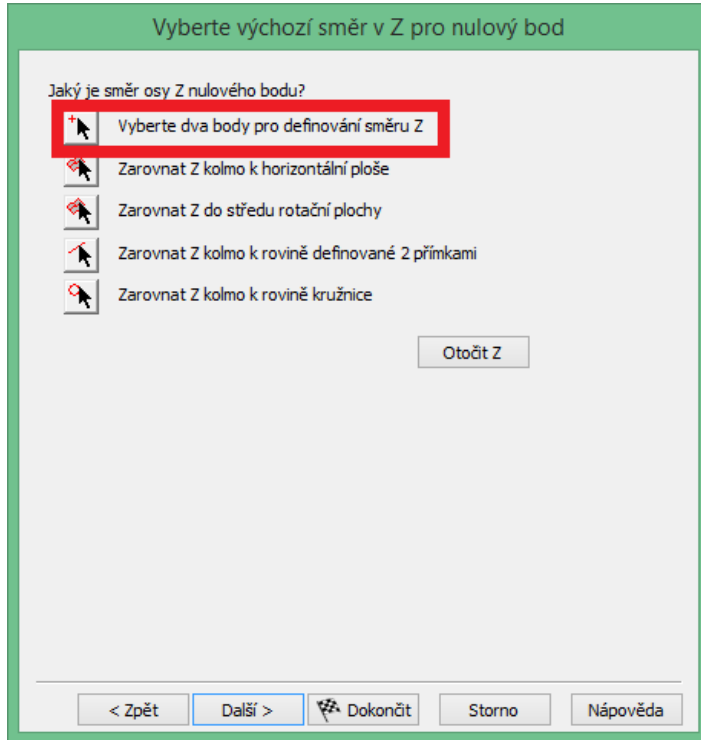 Vyberte výchozí směr v Z pro nulový bod
Jaký je směr osy Z nulového bodu?
Vyberte dva body pro definování směru Z
Zarovnat Z kolmo k horizontální ploše
Zarovnat Z do středu rotační plochy
Zarovnat Z kolmo k rovině definované 2 přímkami
Zarovnat Z kolmo k rovině kružnice
Otočit Z
< Zpět Další > Dokončit Storno Nápověda